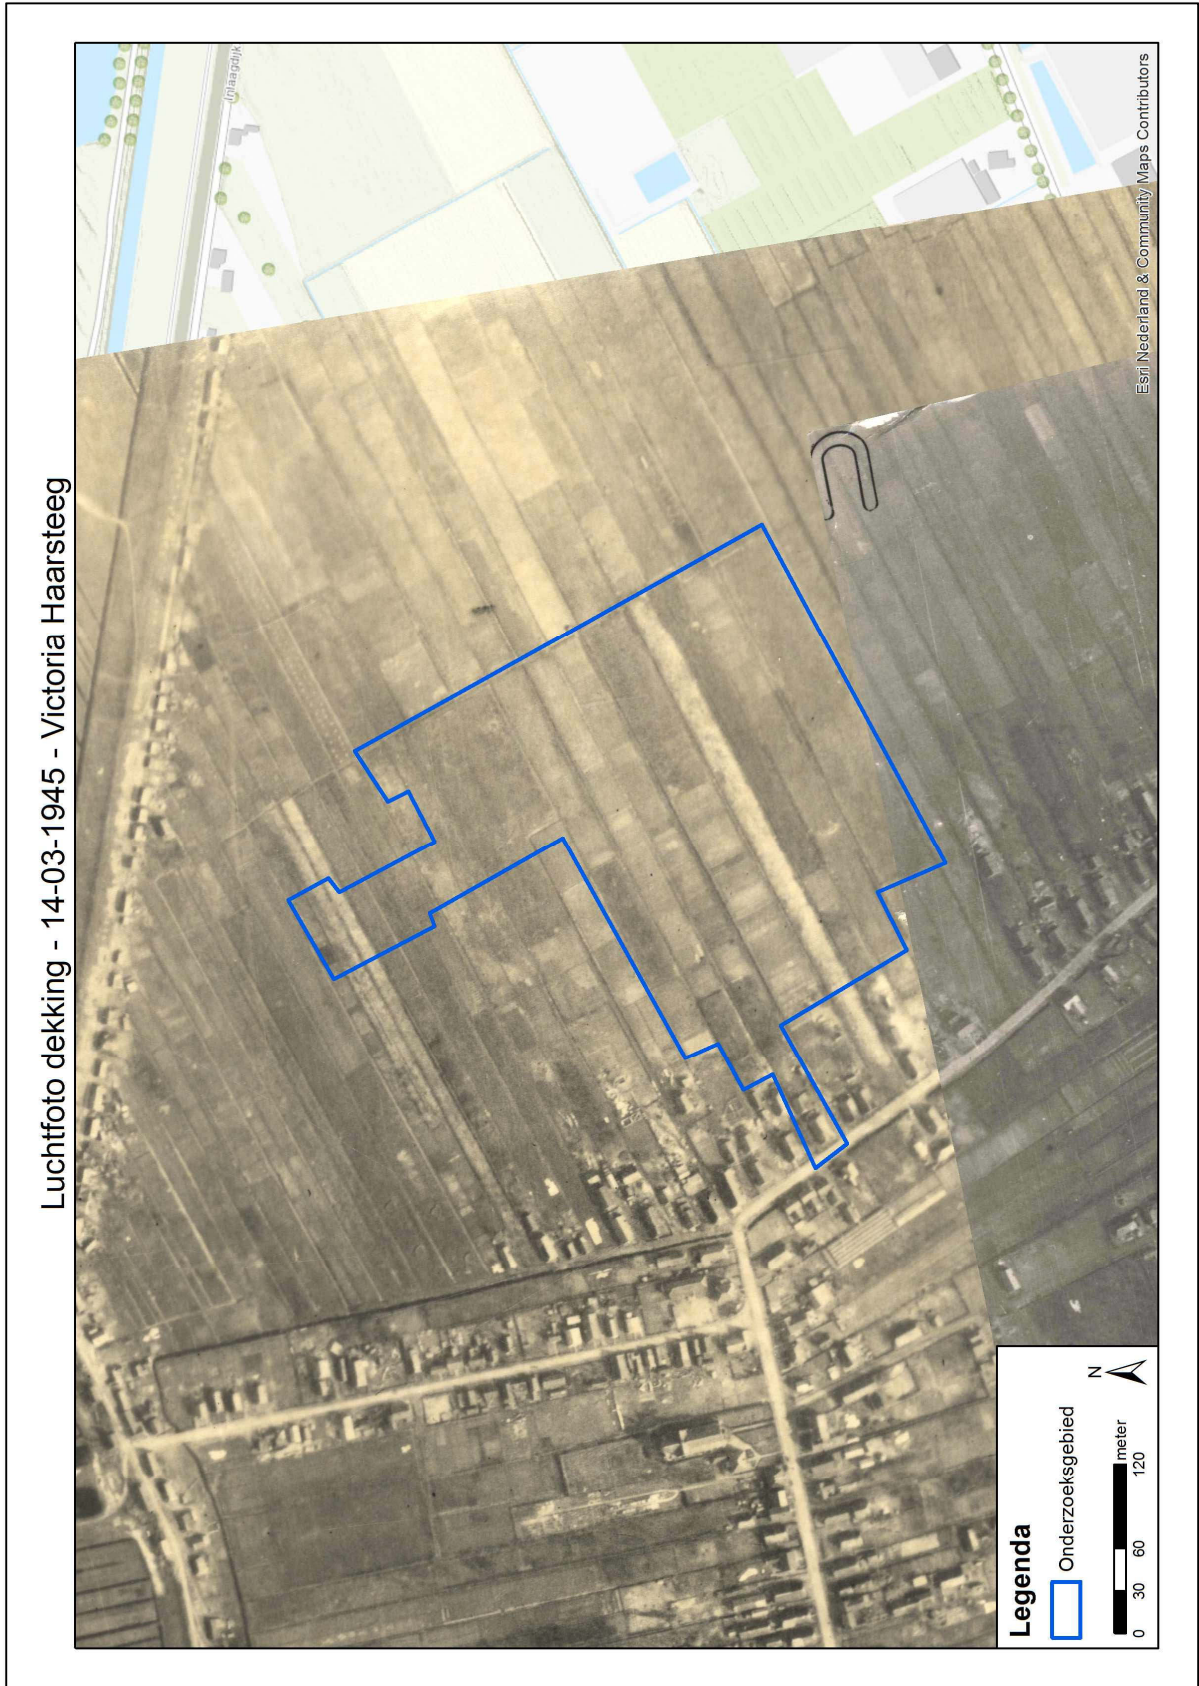 Luchtfoto dekking - 14-03-1945 - Victoria Haarsteeg
Inlaagdijk
Esri Nederland & Community Maps Contributors
Legenda
Onderzoeksgebied
N
0 30 60 120
meter